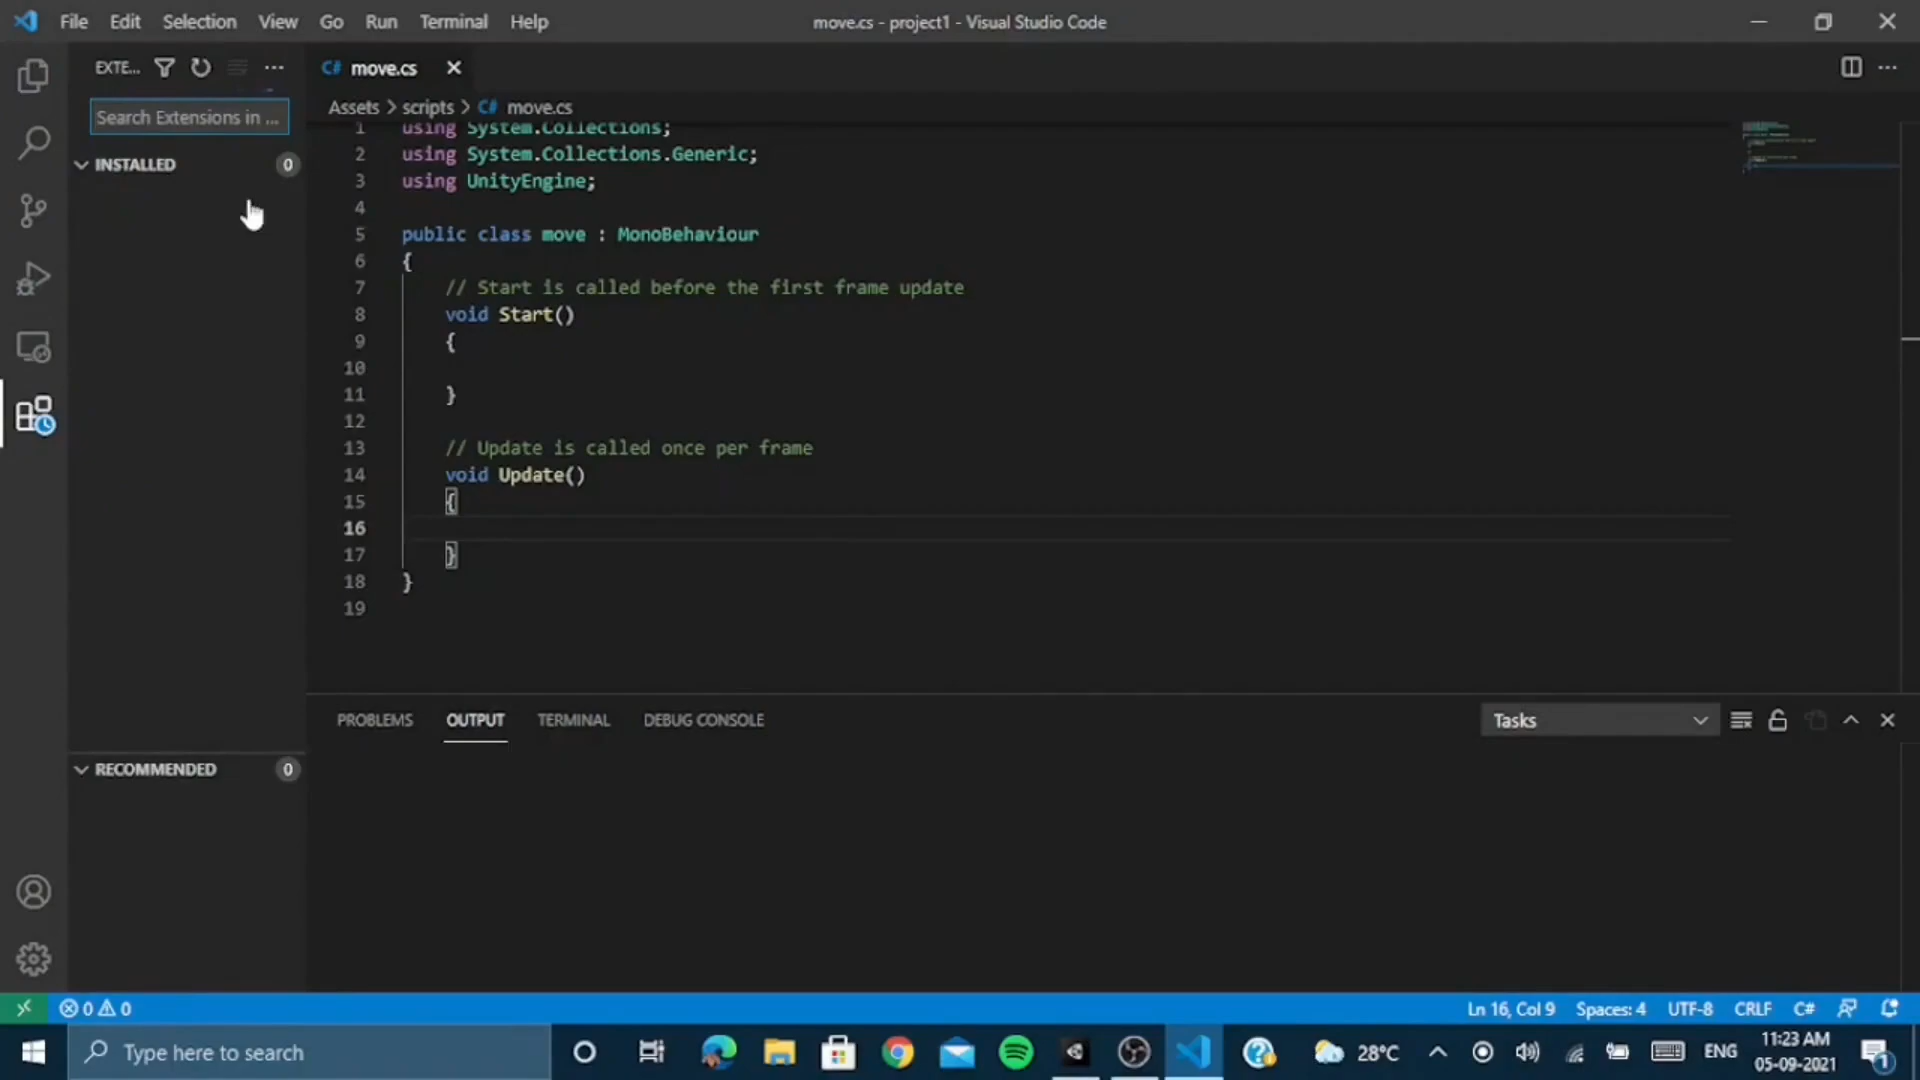 File Edit Selection View Go Run Terminal Help
move.cs - project1 - Visual Studio Code
EXTE...
Search Extensions in ...
INSTALLED 0
RECOMMENDED 0
C# move.cs
Assets > scripts > C# move.cs
1 using System.Collections;
2 using System.Collections.Generic;
3 using UnityEngine;
4
5 public class move : MonoBehaviour
6 {
7 // Start is called before the first frame update
8 void Start()
9 {
10
11 }
12
13 // Update is called once per frame
14 void Update()
15 {
16
17 }
18 }
19
PROBLEMS OUTPUT TERMINAL DEBUG CONSOLE
Tasks
0 0
Ln 16, Col 9 Spaces: 4 UTF-8 CRLF C#
Type here to search
28°C
ENG
11:23 AM
05-09-2021
1